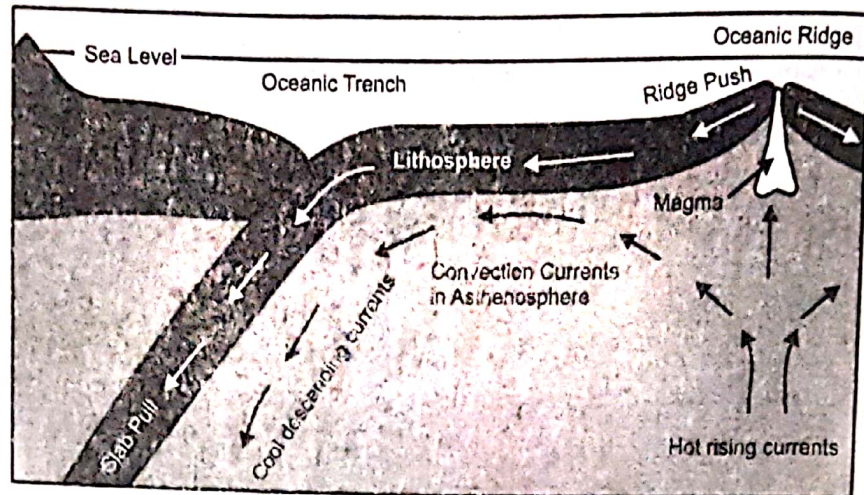 Oceanic Ridge
Sea Level
Oceanic Trench
Ridge Push
Lithosphere
Magma
Convection Currents
in Asthenosphere
Cool descending currents
Slab Pull
Hot rising currents